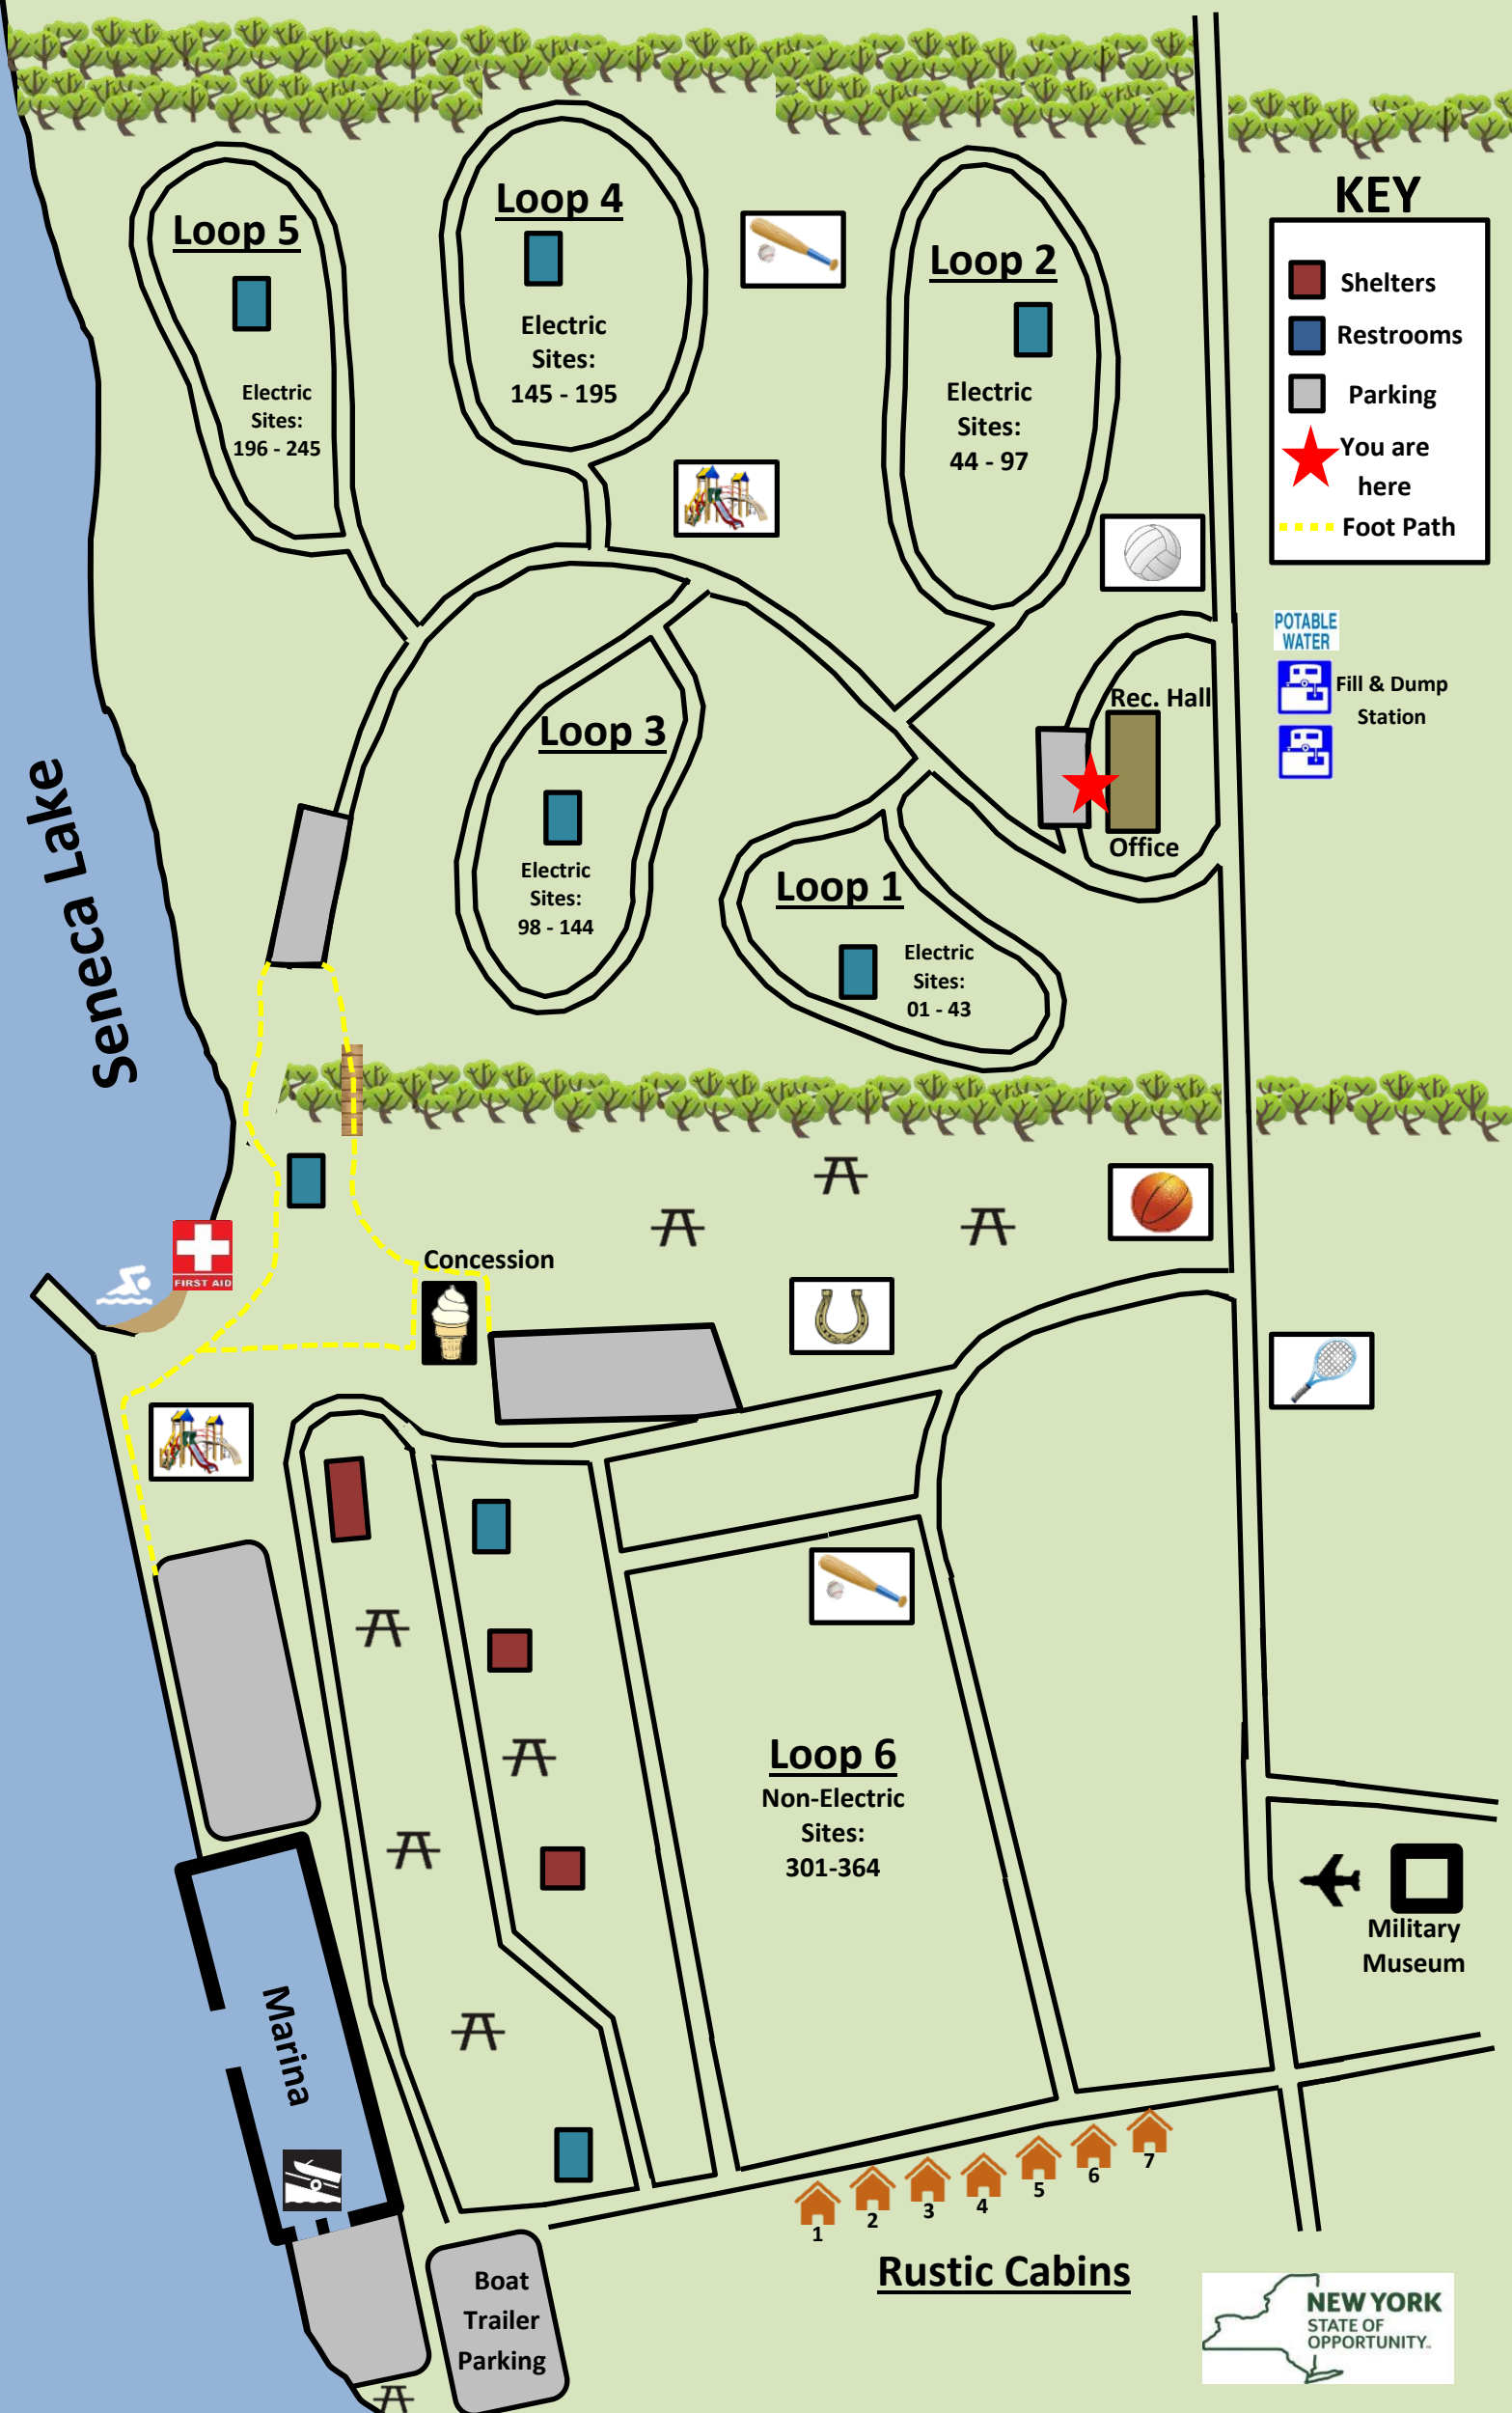 Loop 5
Electric
Sites:
196 - 245
Loop 4
Electric
Sites:
145 - 195
Loop 2
Electric
Sites:
44 - 97
KEY
Shelters
Restrooms
Parking
You are
here
Foot Path
POTABLE
WATER
Fill & Dump
Station
Rec. Hall
Office
Loop 3
Electric
Sites:
98 - 144
Loop 1
Electric
Sites:
01 - 43
Seneca Lake
FIRST AID
Concession
Loop 6
Non-Electric
Sites:
301-364
Military
Museum
Marina
1
2
3
4
5
6
7
Rustic Cabins
Boat
Trailer
Parking
NEW YORK
STATE OF
OPPORTUNITY™